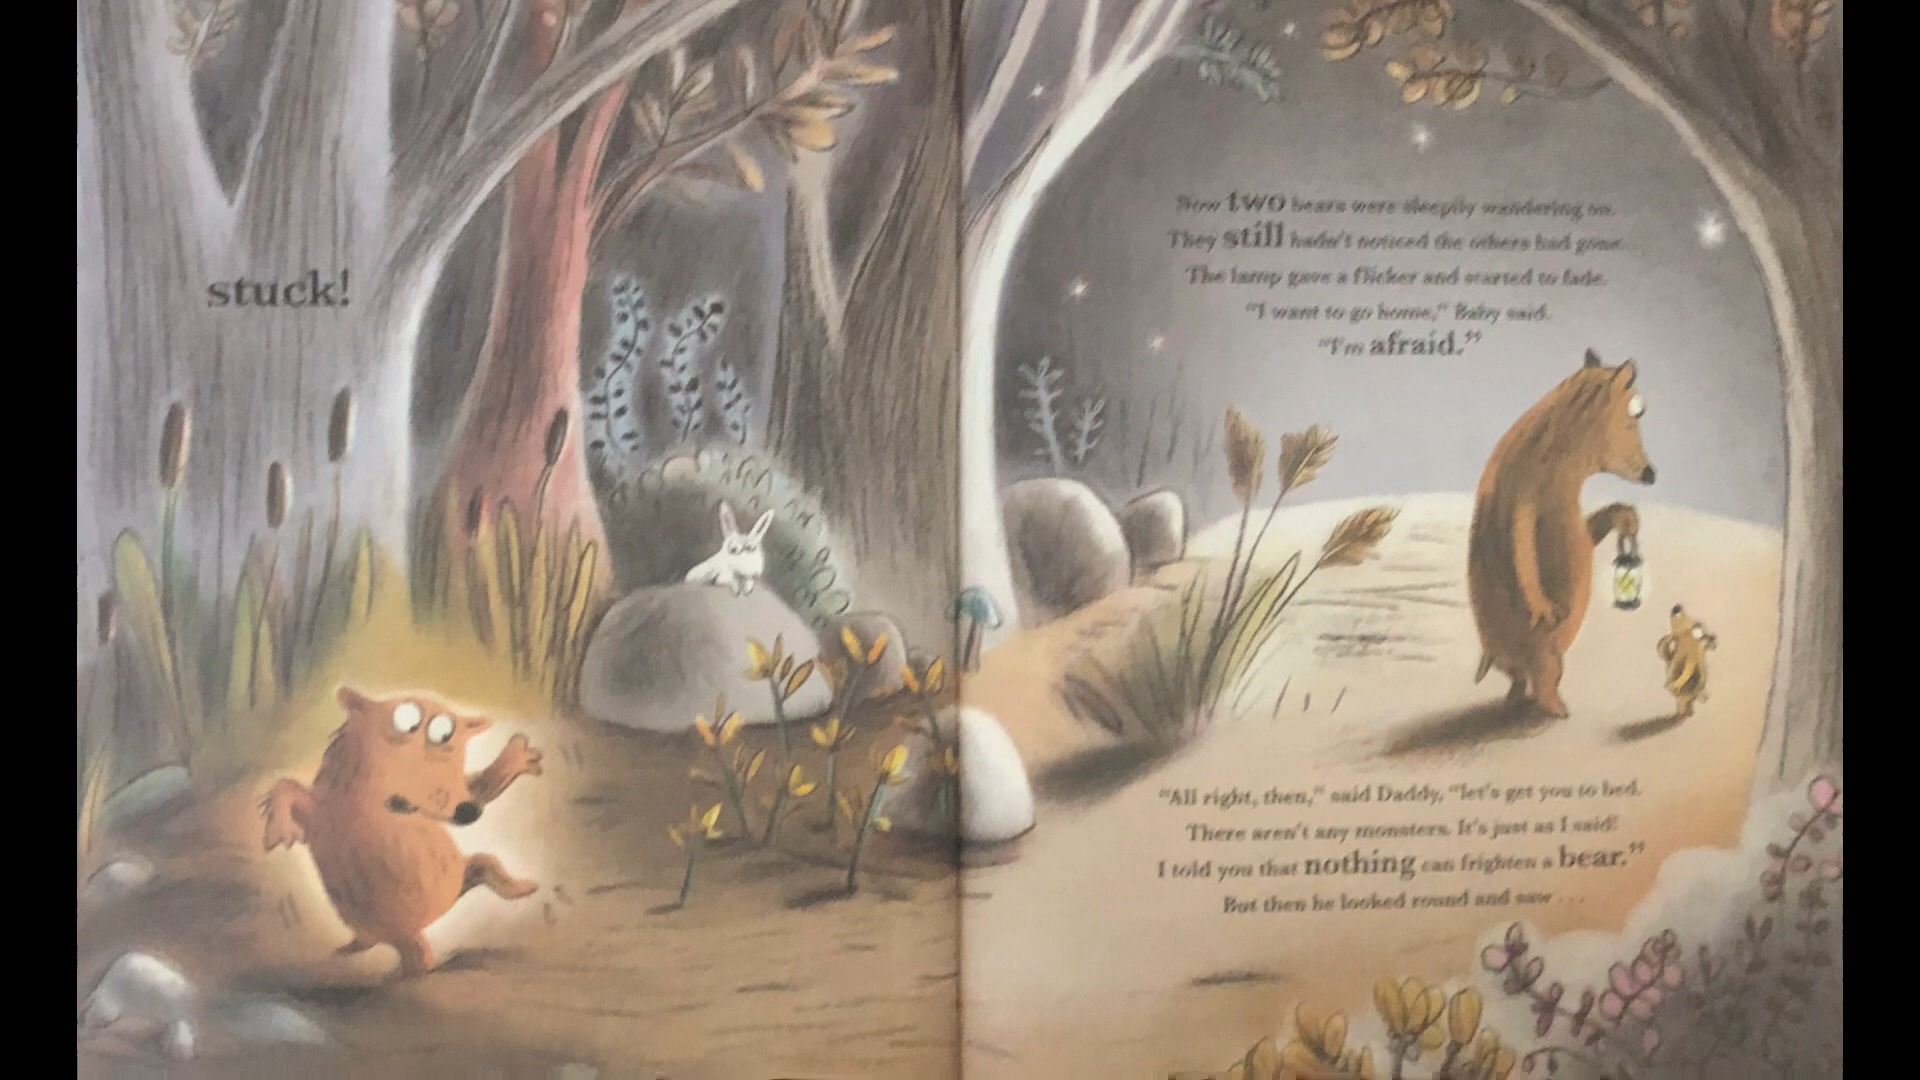 stuck!
Now two bears were sleepily wandering on.
They still hadn't noticed the others had gone...
The lamp gave a flicker and started to fade.
“I want to go home,” Baby said.
“I'm afraid.”
“All right, then,” said Daddy, “let's get you to bed.
There aren't any monsters. It's just as I said!
I told you that nothing can frighten a bear.”
But then he looked round and saw ...